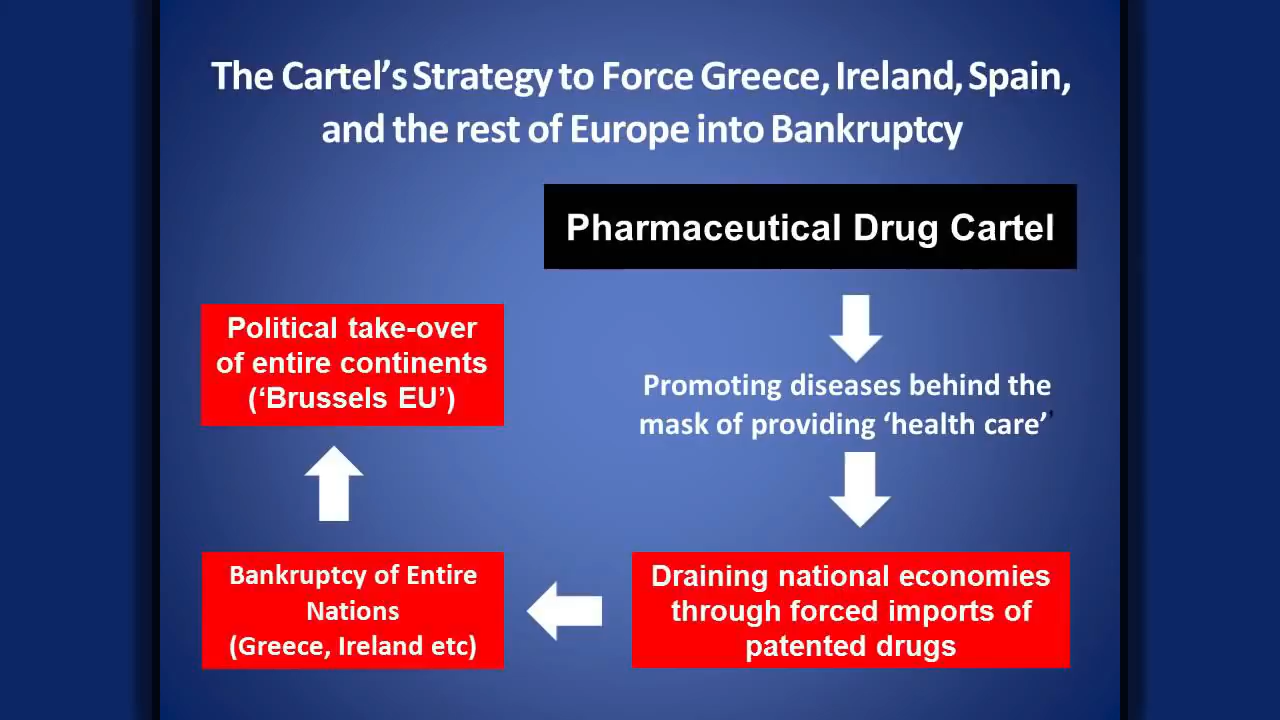 The Cartel’s Strategy to Force Greece, Ireland, Spain,
and the rest of Europe into Bankruptcy
Pharmaceutical Drug Cartel
Promoting diseases behind the
mask of providing ‘health care’’
Draining national economies
through forced imports of
patented drugs
Bankruptcy of Entire
Nations
(Greece, Ireland etc)
Political take-over
of entire continents
(‘Brussels EU’)